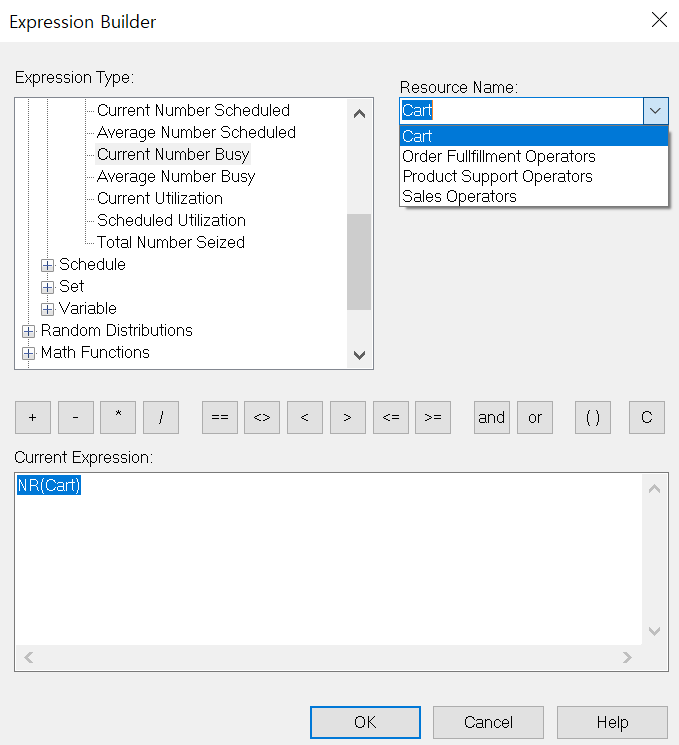 Expression Builder
Expression Type:
Current Number Scheduled
Average Number Scheduled
Current Number Busy
Average Number Busy
Current Utilization
Scheduled Utilization
Total Number Seized
Schedule
Set
Variable
Random Distributions
Math Functions
Resource Name:
Cart
Cart
Order Fullfillment Operators
Product Support Operators
Sales Operators
+ - * / == <> < > <= >= and or ( ) C
Current Expression:
NR(Cart)
OK Cancel Help